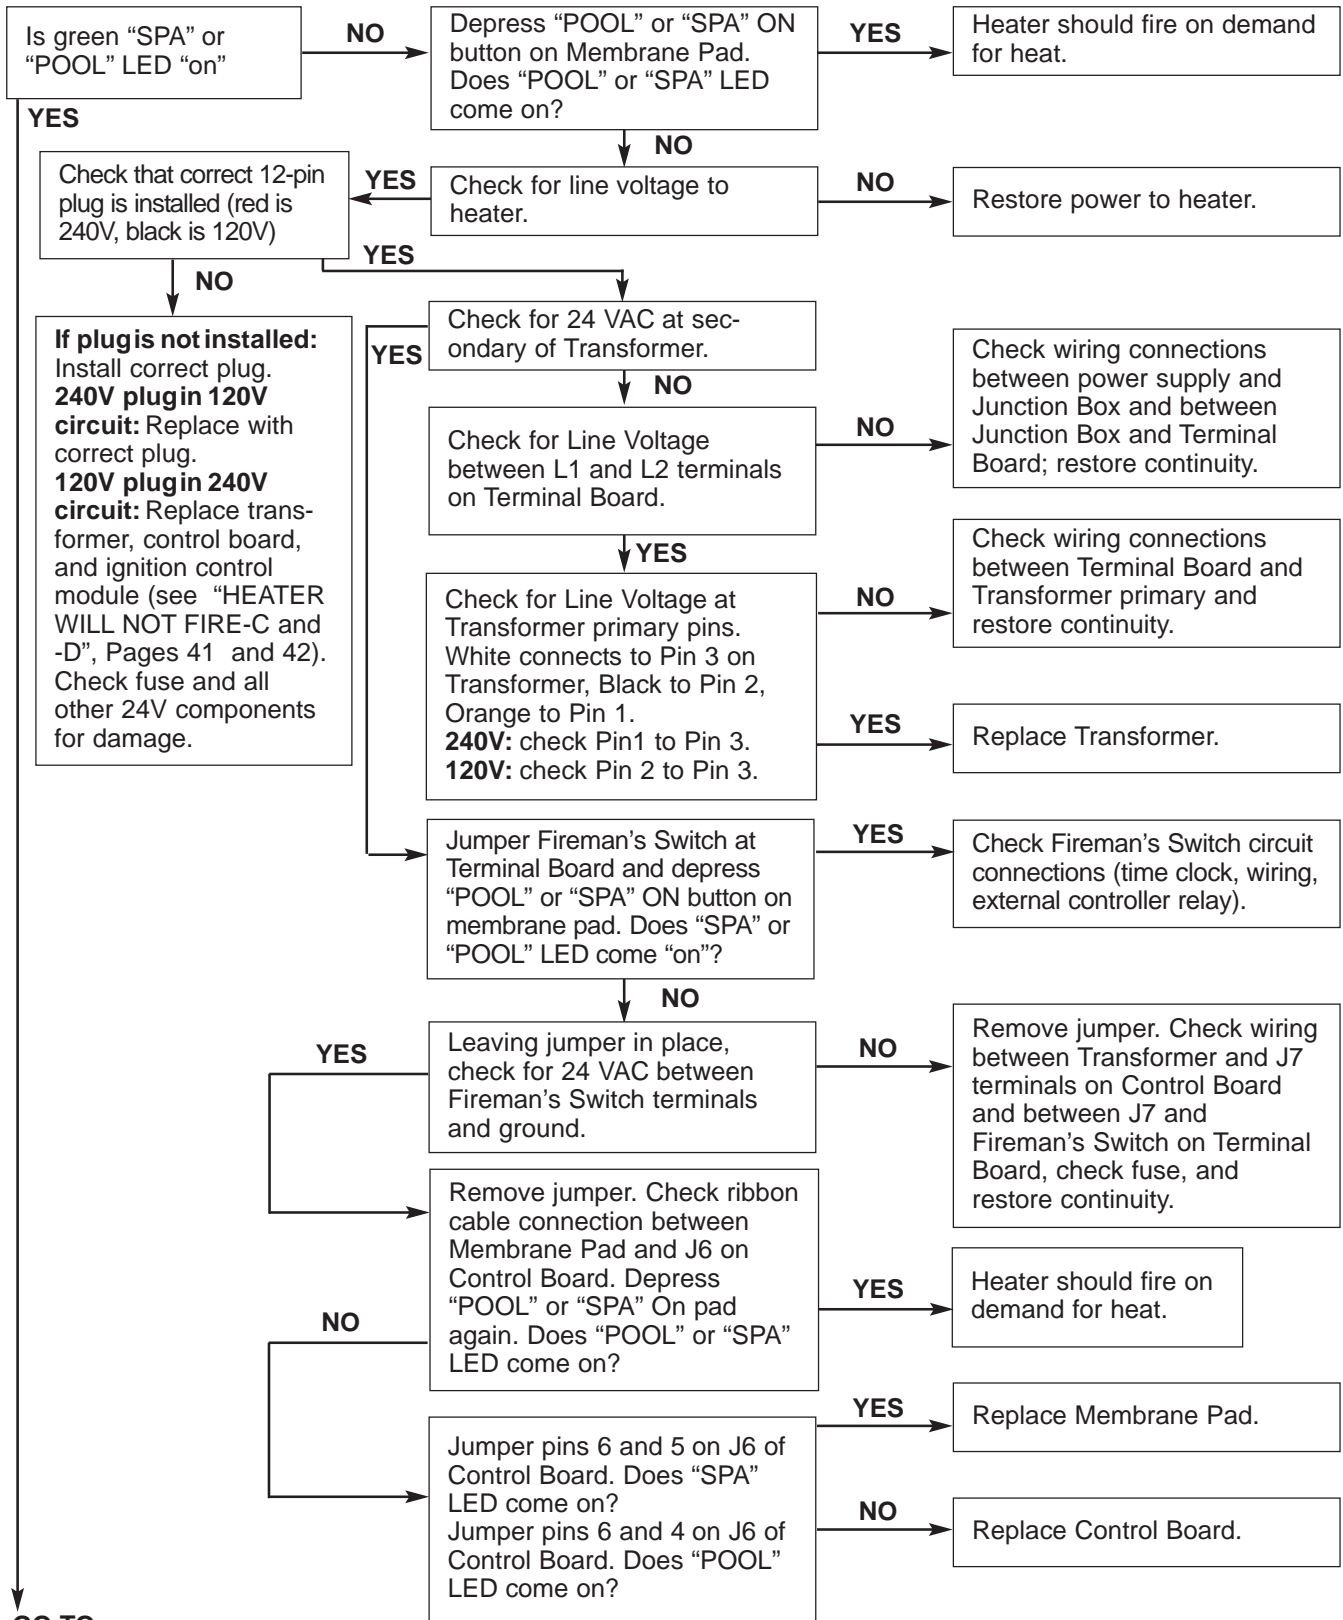 Is green “SPA” or
“POOL” LED “on”
NO
Depress “POOL” or “SPA” ON
button on Membrane Pad.
Does “POOL” or “SPA” LED
come on?
YES
Heater should fire on demand
for heat.
YES
NO
Check that correct 12-pin
plug is installed (red is
240V, black is 120V)
YES
Check for line voltage to
heater.
NO
Restore power to heater.
YES
NO
If plug is not installed:
Install correct plug.
240V plug in 120V
circuit: Replace with
correct plug.
120V plug in 240V
circuit: Replace trans-
former, control board,
and ignition control
module (see “HEATER
WILL NOT FIRE-C and
-D”, Pages 41 and 42).
Check fuse and all
other 24V components
for damage.
Check for 24 VAC at sec-
ondary of Transformer.
YES
NO
Check for Line Voltage
between L1 and L2 terminals
on Terminal Board.
NO
Check wiring connections
between power supply and
Junction Box and between
Junction Box and Terminal
Board; restore continuity.
YES
Check for Line Voltage at
Transformer primary pins.
White connects to Pin 3 on
Transformer, Black to Pin 2,
Orange to Pin 1.
240V: check Pin1 to Pin 3.
120V: check Pin 2 to Pin 3.
NO
Check wiring connections
between Terminal Board and
Transformer primary and
restore continuity.
YES
Replace Transformer.
Jumper Fireman’s Switch at
Terminal Board and depress
“POOL” or “SPA” ON button on
membrane pad. Does “SPA” or
“POOL” LED come “on”?
YES
Check Fireman’s Switch circuit
connections (time clock, wiring,
external controller relay).
NO
YES
Leaving jumper in place,
check for 24 VAC between
Fireman’s Switch terminals
and ground.
NO
Remove jumper. Check wiring
between Transformer and J7
terminals on Control Board
and between J7 and
Fireman’s Switch on Terminal
Board, check fuse, and
restore continuity.
Remove jumper. Check ribbon
cable connection between
Membrane Pad and J6 on
Control Board. Depress
“POOL” or “SPA” On pad
again. Does “POOL” or “SPA”
LED come on?
YES
Heater should fire on
demand for heat.
NO
Jumper pins 6 and 5 on J6 of
Control Board. Does “SPA”
LED come on?
Jumper pins 6 and 4 on J6 of
Control Board. Does “POOL”
LED come on?
YES
Replace Membrane Pad.
NO
Replace Control Board.
GO TO